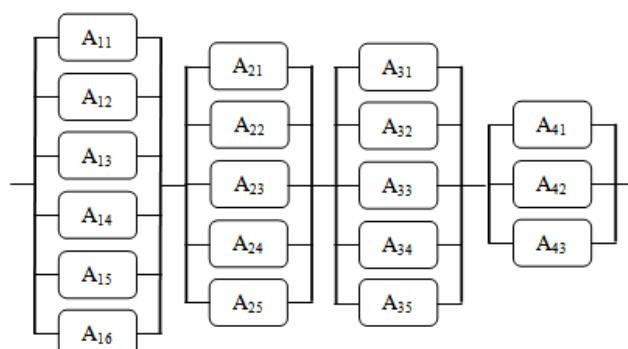 A₁₁
A₁₂
A₁₃
A₁₄
A₁₅
A₁₆
A₂₁
A₂₂
A₂₃
A₂₄
A₂₅
A₃₁
A₃₂
A₃₃
A₃₄
A₃₅
A₄₁
A₄₂
A₄₃